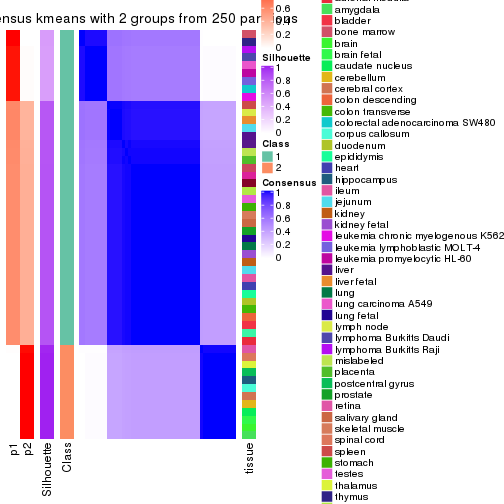 ensus kmeans with 2 groups from 250 partitions
0.6
0.4
0.2
0
Silhouette
1
0.8
0.6
0.4
0.2
0
Class
1
2
Consensus
1
0.8
0.6
0.4
0.2
0
p1
p2
Silhouette
Class
tissue
amygdala
bladder
bone marrow
brain
brain fetal
caudate nucleus
cerebellum
cerebral cortex
colon descending
colon transverse
colorectal adenocarcinoma SW480
corpus callosum
duodenum
epididymis
heart
hippocampus
ileum
jejunum
kidney
kidney fetal
leukemia chronic myelogenous K562
leukemia lymphoblastic MOLT-4
leukemia promyelocytic HL-60
liver
liver fetal
lung
lung carcinoma A549
lung fetal
lymph node
lymphoma Burkitts Daudi
lymphoma Burkitts Raji
mislabeled
placenta
postcentral gyrus
prostate
retina
salivary gland
skeletal muscle
spinal cord
spleen
stomach
testes
thalamus
thymus